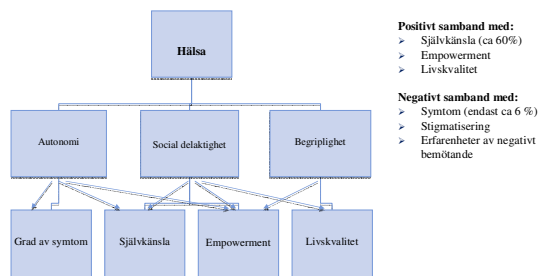 Hälsa
Autonomi
Social delaktighet
Begriplighet
Grad av symtom
Självkänsla
Empowerment
Livskvalitet
Positivt samband med:
➢ Självkänsla (ca 60%)
➢ Empowerment
➢ Livskvalitet
Negativt samband med:
➢ Symtom (endast ca 6 %)
➢ Stigmatisering
➢ Erfarenheter av negativt
bemötande